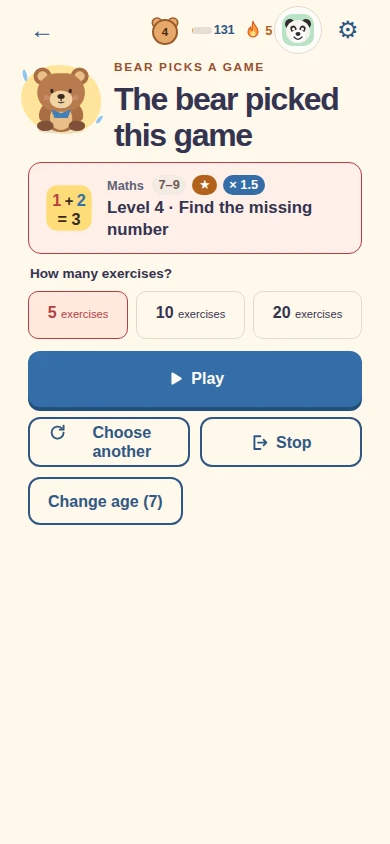 ← 4 131 5 ⚙
BEAR PICKS A GAME
The bear picked
this game
1 + 2
= 3
Maths 7–9 ★ × 1.5
Level 4 · Find the missing
number
How many exercises?
5 exercises 10 exercises 20 exercises
Play
Choose
another
Stop
Change age (7)